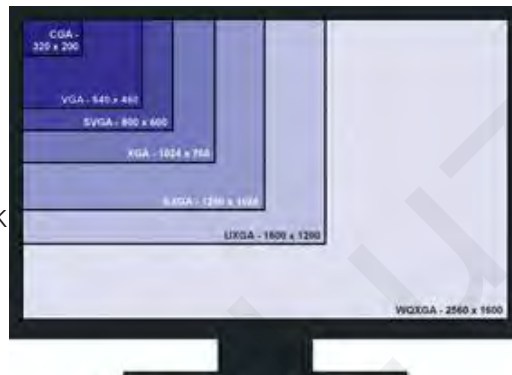 CGA -
320 x 200
VGA - 640 x 480
SVGA - 800 x 600
XGA - 1024 x 768
SXGA - 1280 x 1024
UXGA - 1600 x 1200
WQXGA - 2560 x 1600
K